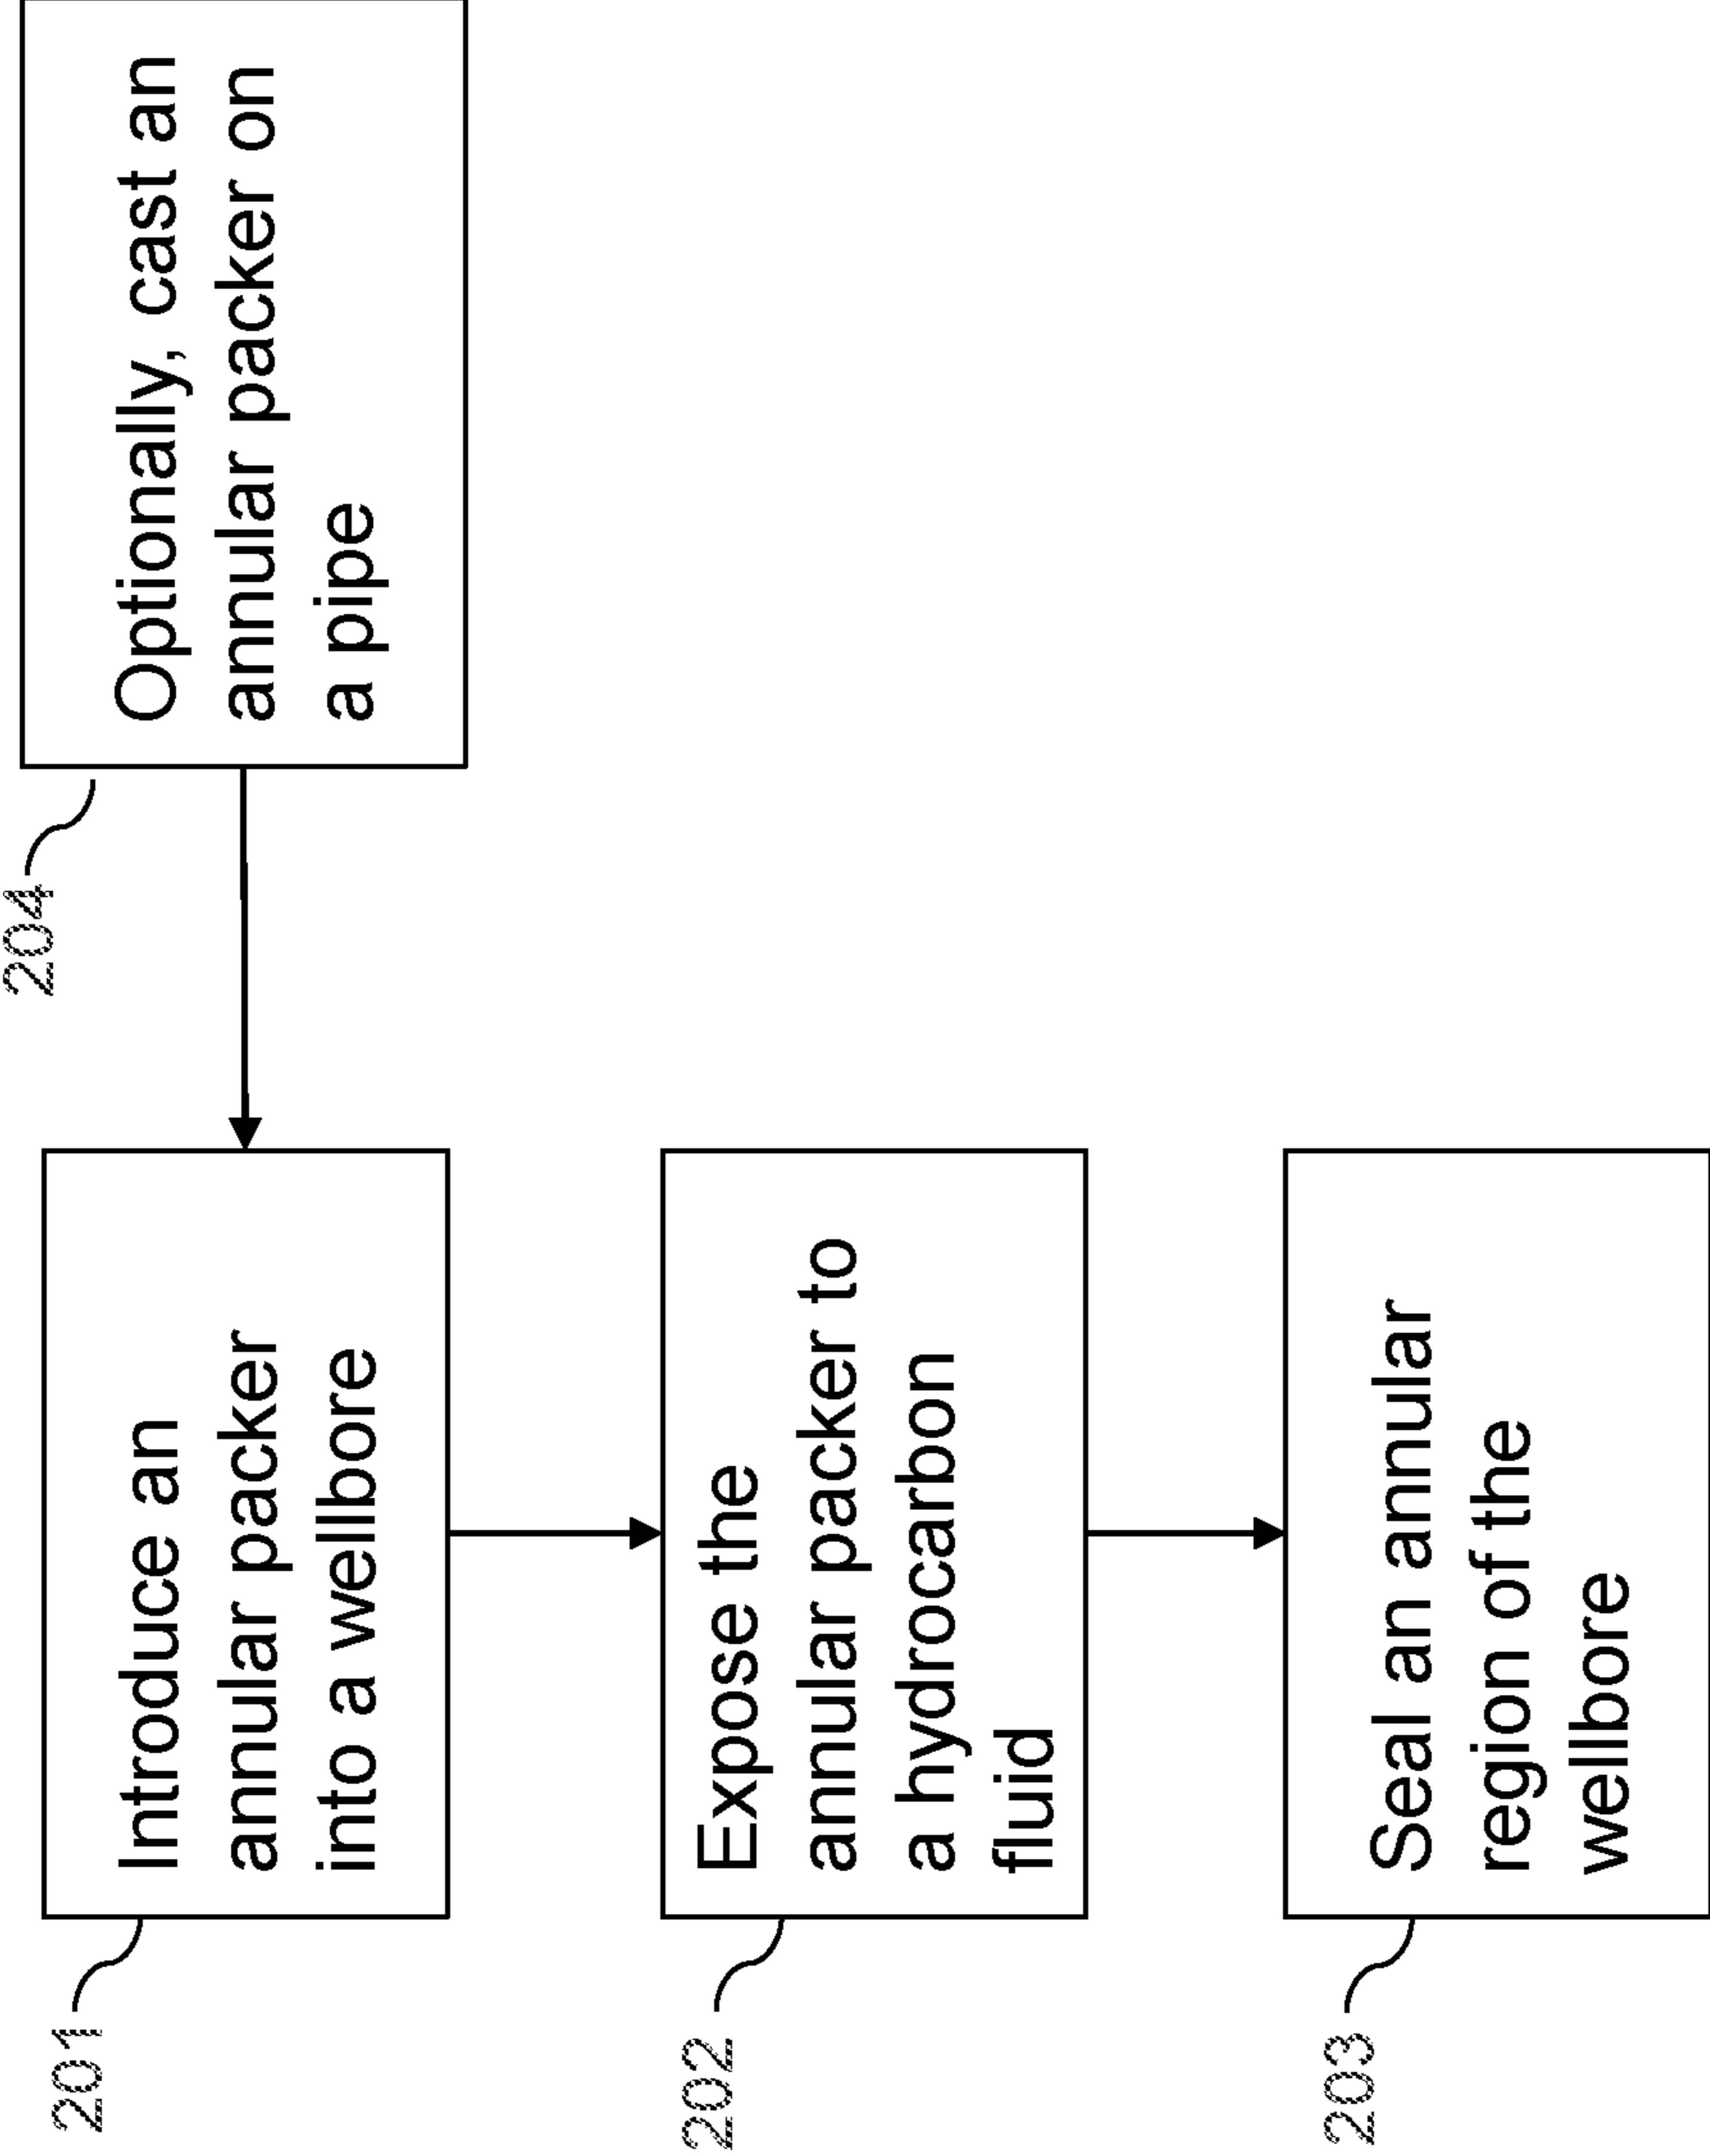 201
Introduce an
annular packer
into a wellbore
204
Optionally, cast an
annular packer on
a pipe
202
Expose the
annular packer to
a hydrocarbon
fluid
203
Seal an annular
region of the
wellbore